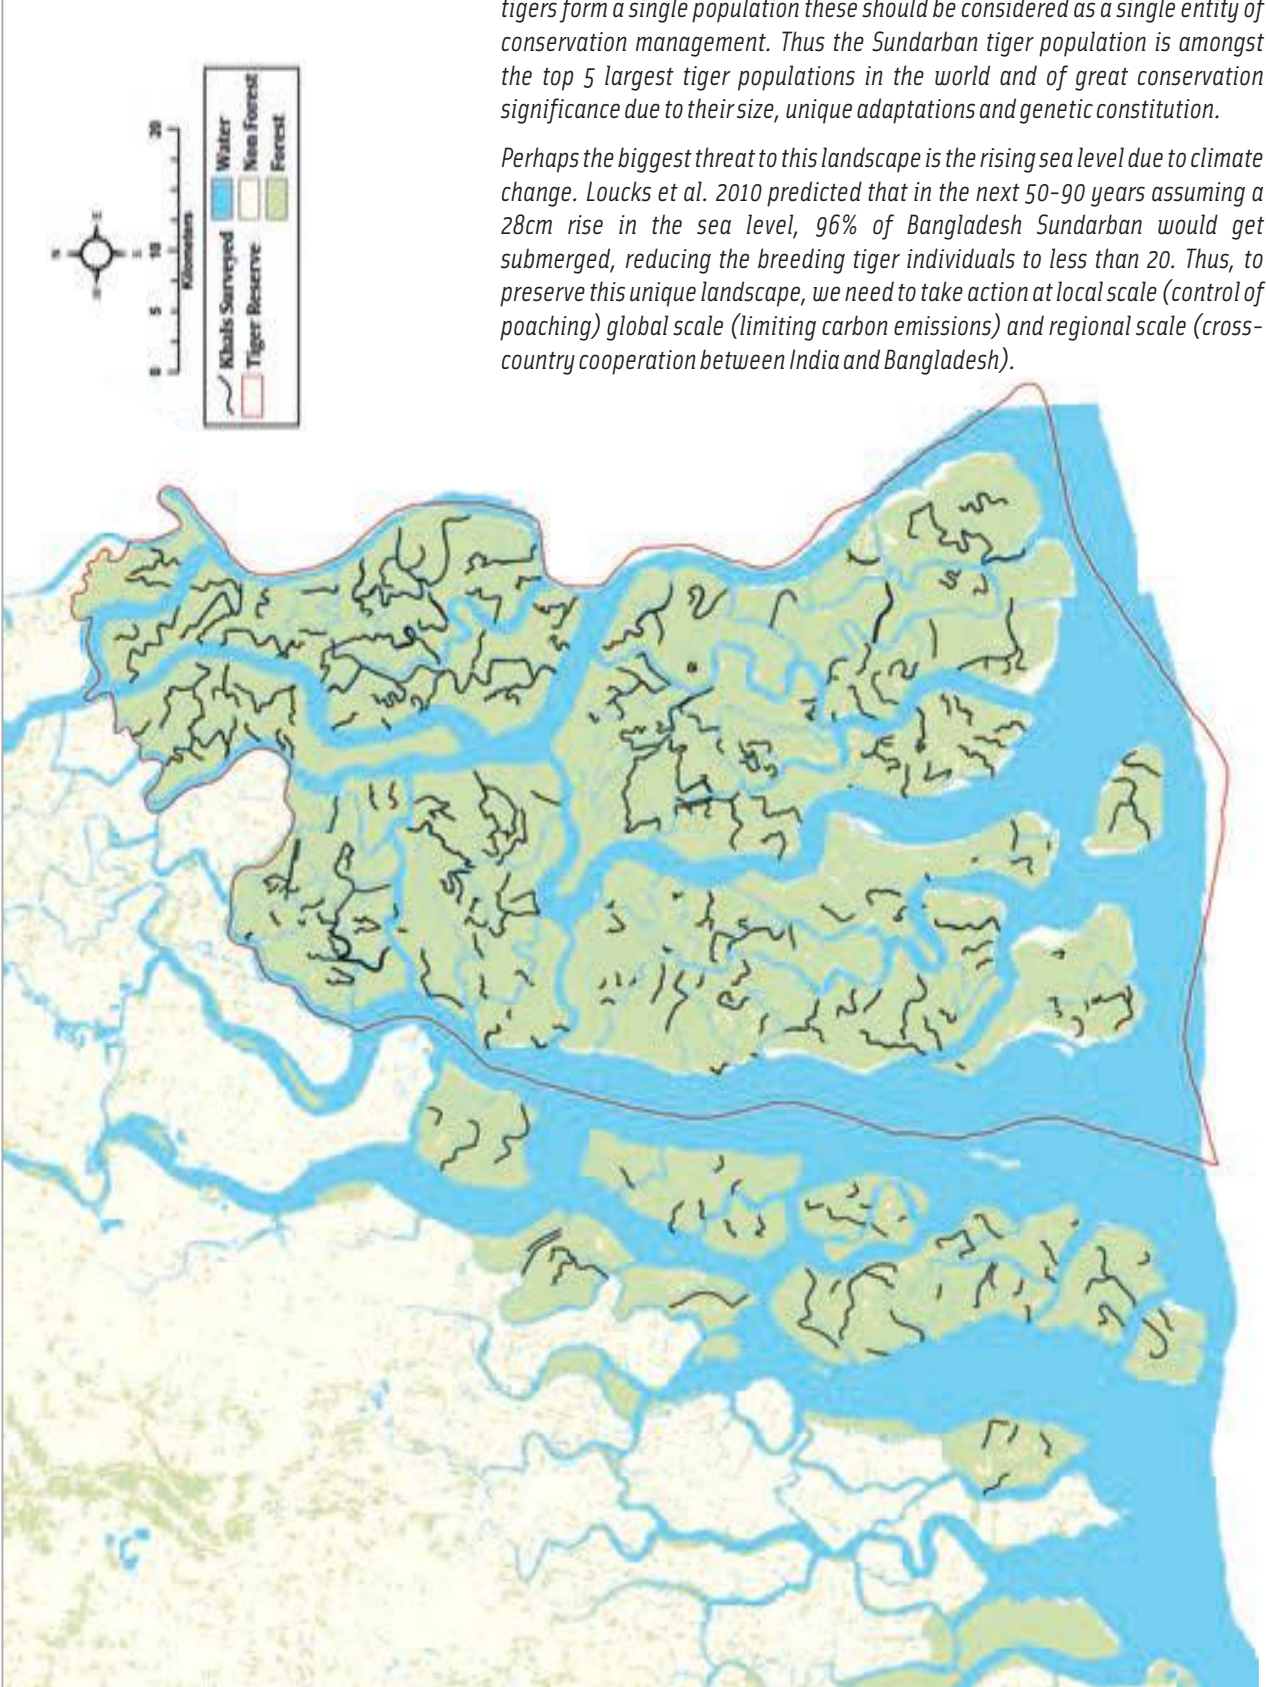 tigers form a single population these should be considered as a single entity of
conservation management. Thus the Sundarban tiger population is amongst
the top 5 largest tiger populations in the world and of great conservation
significance due to their size, unique adaptations and genetic constitution.
Perhaps the biggest threat to this landscape is the rising sea level due to climate
change. Loucks et al. 2010 predicted that in the next 50-90 years assuming a
28cm rise in the sea level, 96% of Bangladesh Sundarban would get
submerged, reducing the breeding tiger individuals to less than 20. Thus, to
preserve this unique landscape, we need to take action at local scale (control of
poaching) global scale (limiting carbon emissions) and regional scale (cross-
country cooperation between India and Bangladesh).
0 5 10 20
Kilometers
Khals Surveyed Water
Tiger Reserve Non Forest
Forest